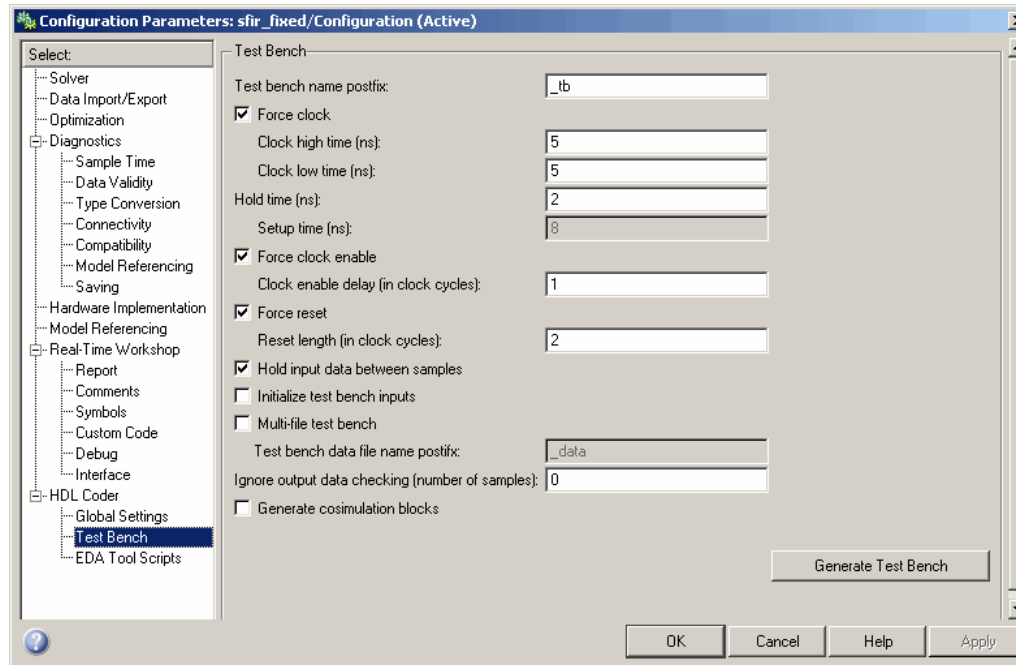 Configuration Parameters: sfir_fixed/Configuration (Active)
Select:
Solver
Data Import/Export
Optimization
Diagnostics
Sample Time
Data Validity
Type Conversion
Connectivity
Compatibility
Model Referencing
Saving
Hardware Implementation
Model Referencing
Real-Time Workshop
Report
Comments
Symbols
Custom Code
Debug
Interface
HDL Coder
Global Settings
Test Bench
EDA Tool Scripts
Test Bench
Test bench name postfix: _tb
Force clock
Clock high time (ns): 5
Clock low time (ns): 5
Hold time (ns): 2
Setup time (ns): 8
Force clock enable
Clock enable delay (in clock cycles): 1
Force reset
Reset length (in clock cycles): 2
Hold input data between samples
Initialize test bench inputs
Multi-file test bench
Test bench data file name postifx: _data
Ignore output data checking (number of samples): 0
Generate cosimulation blocks
Generate Test Bench
OK Cancel Help Apply